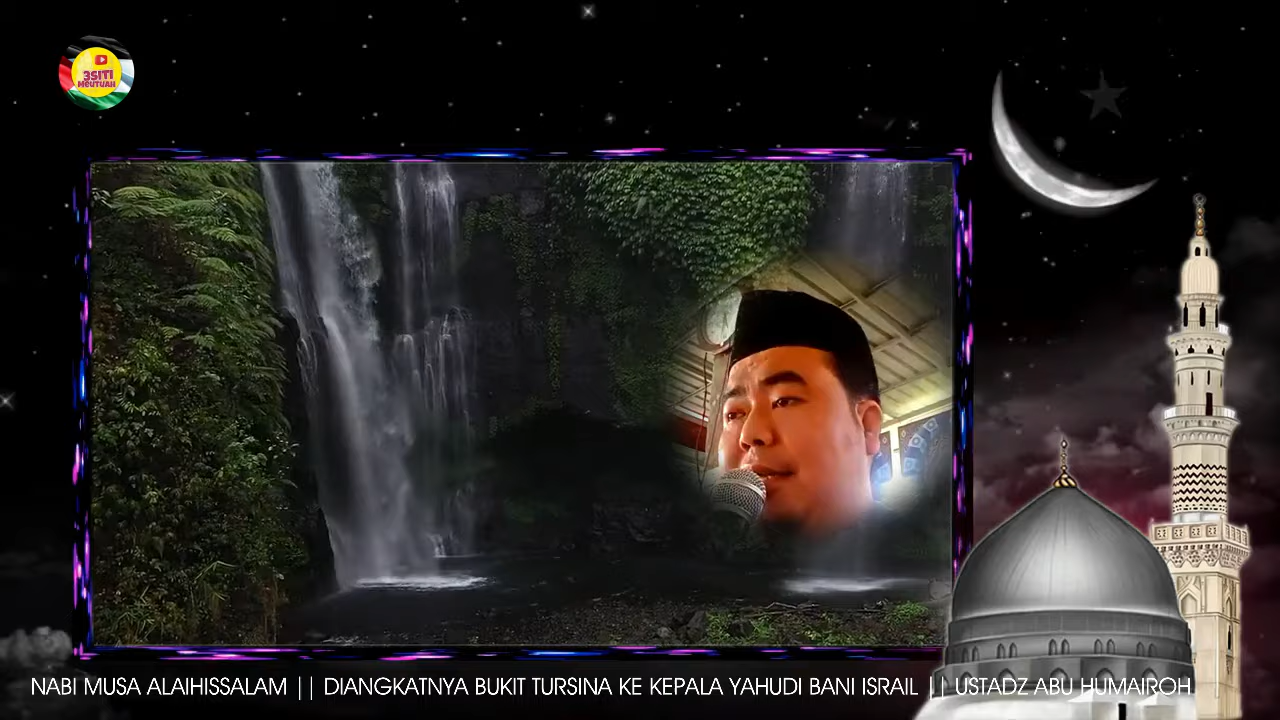 3SITI
MEUTUAH
NABI MUSA ALAIHISSALAM || DIANGKATNYA BUKIT TURSINA KE KEPALA YAHUDI BANI ISRAIL || USTADZ ABU HUMAIROH